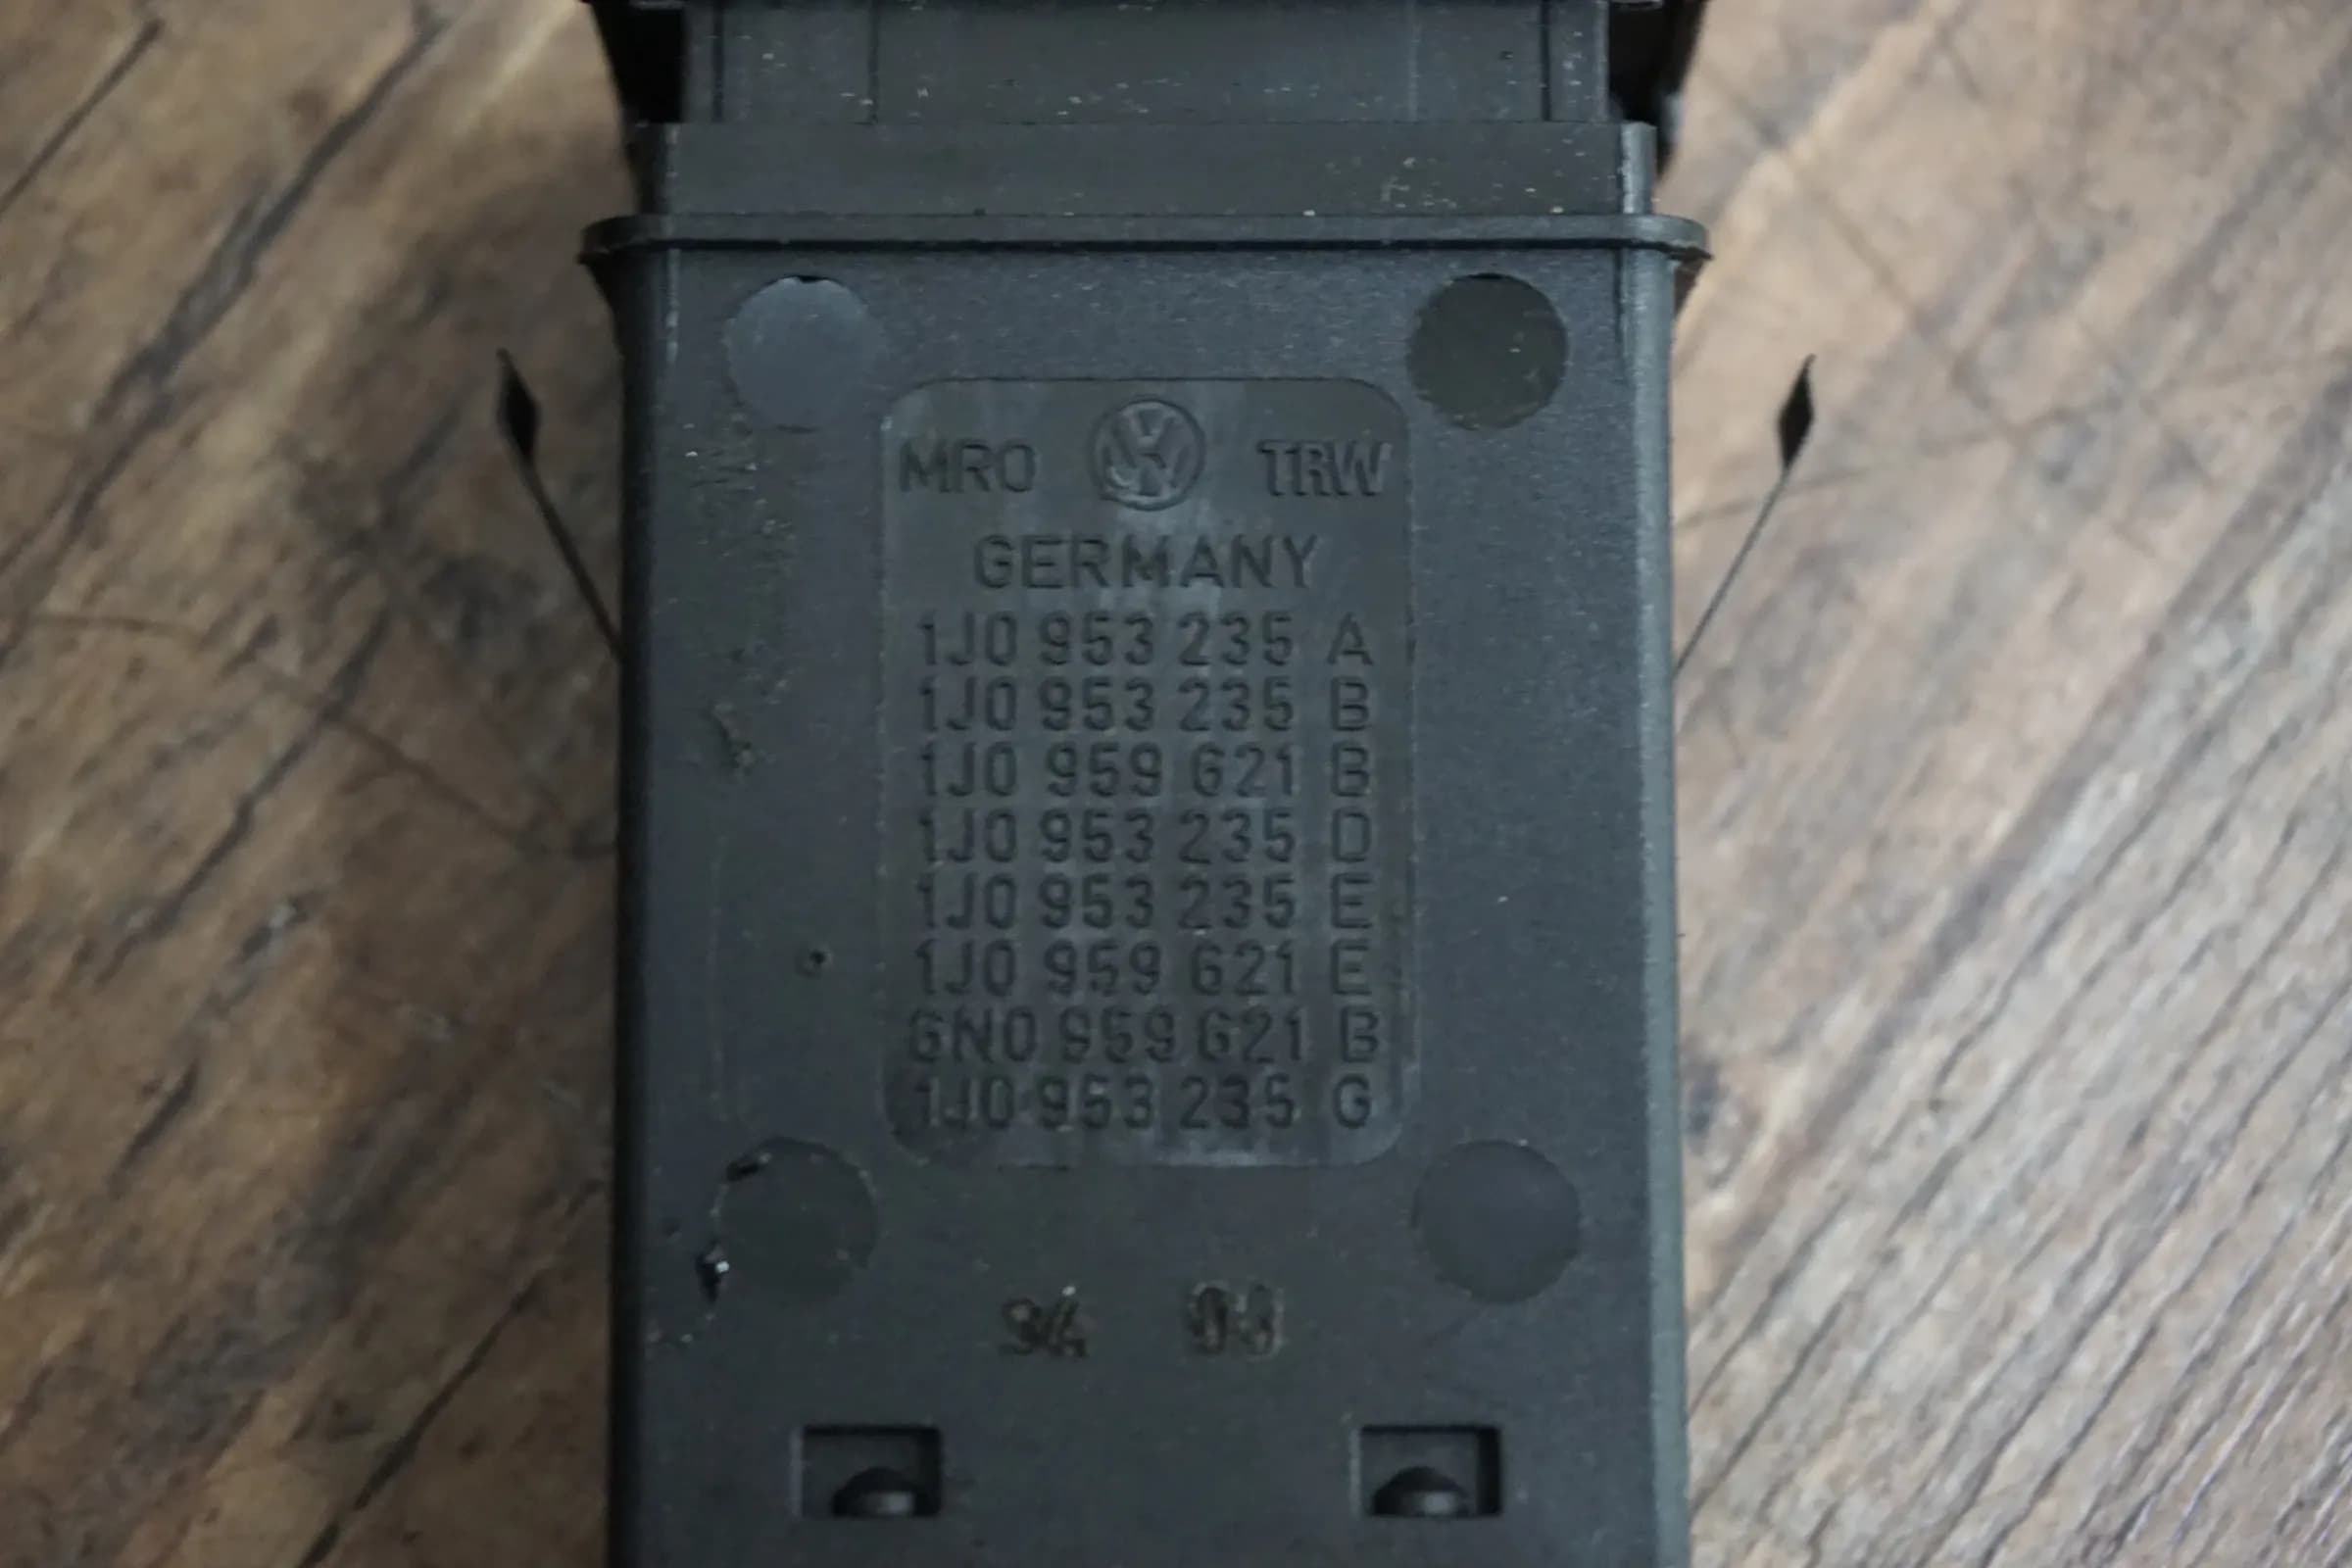 MRO VW TRW
GERMANY
1J0 953 235 A
1J0 953 235 B
1J0 959 621 B
1J0 953 235 D
1J0 953 235 E
1J0 959 621 E
6N0 959 621 B
1J0 953 235 G